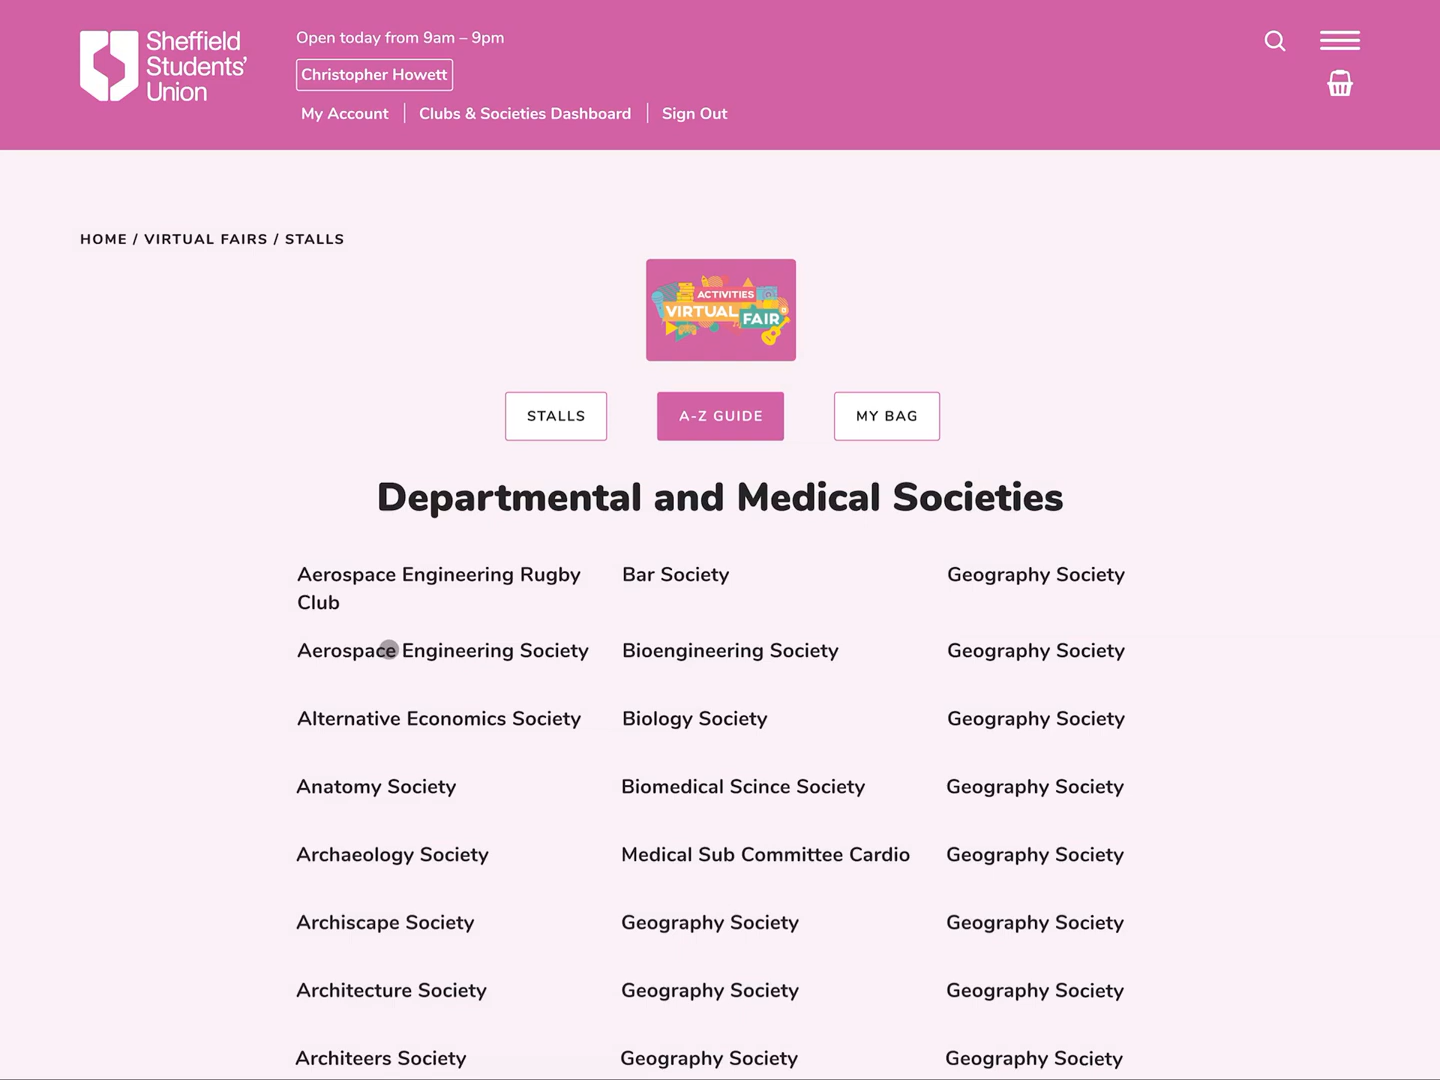 Sheffield
Students'
Union
Open today from 9am – 9pm
Christopher Howett
My Account
Clubs & Societies Dashboard
Sign Out
HOME / VIRTUAL FAIRS / STALLS
ACTIVITIES
VIRTUAL
FAIR
STALLS
A-Z GUIDE
MY BAG
Departmental and Medical Societies
Aerospace Engineering Rugby
Club
Bar Society
Geography Society
Aerospace Engineering Society
Bioengineering Society
Geography Society
Alternative Economics Society
Biology Society
Geography Society
Anatomy Society
Biomedical Scince Society
Geography Society
Archaeology Society
Medical Sub Committee Cardio
Geography Society
Archiscape Society
Geography Society
Geography Society
Architecture Society
Geography Society
Geography Society
Architeers Society
Geography Society
Geography Society